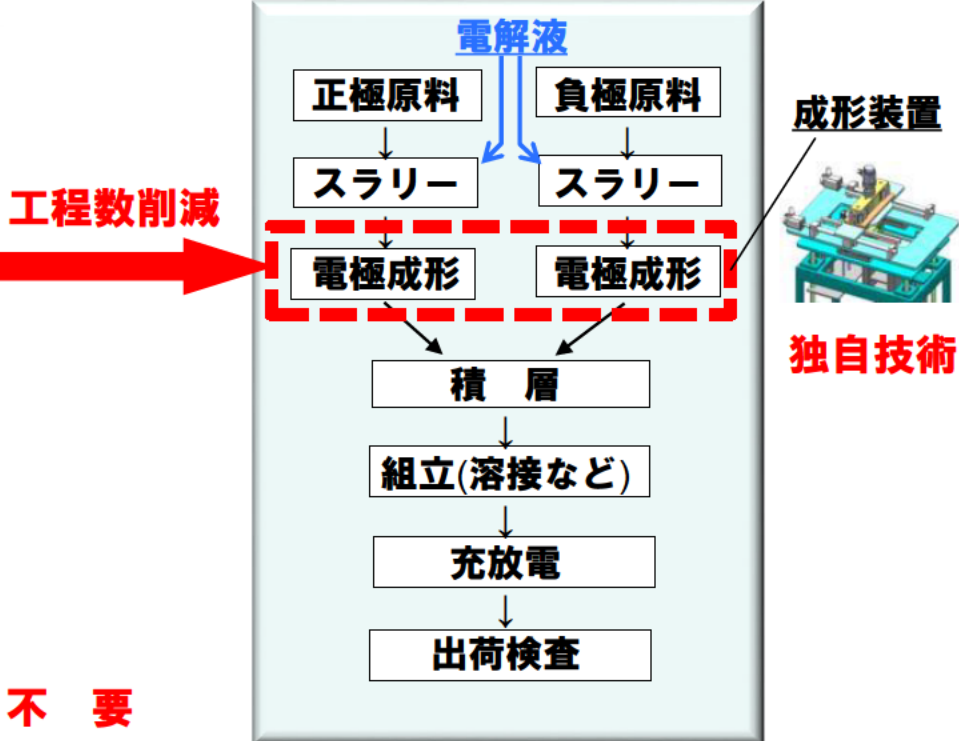 電解液
正極原料
負極原料
成形装置
スラリー
スラリー
工程数削減
電極成形
電極成形
独自技術
積　層
組立(溶接など)
充放電
出荷検査
不　要